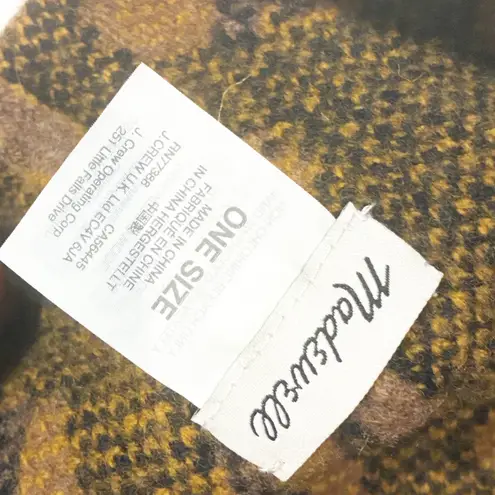 Madewell
ONE SIZE
MADE IN CHINA
FABRIQUE EN CHINE
IN CHINA HERGESTELLT
中国製
RN77388 CA56445
J.CREW U.K. Ltd EC4V 6JA
J. Crew Operating Corp
251 Little Falls Drive